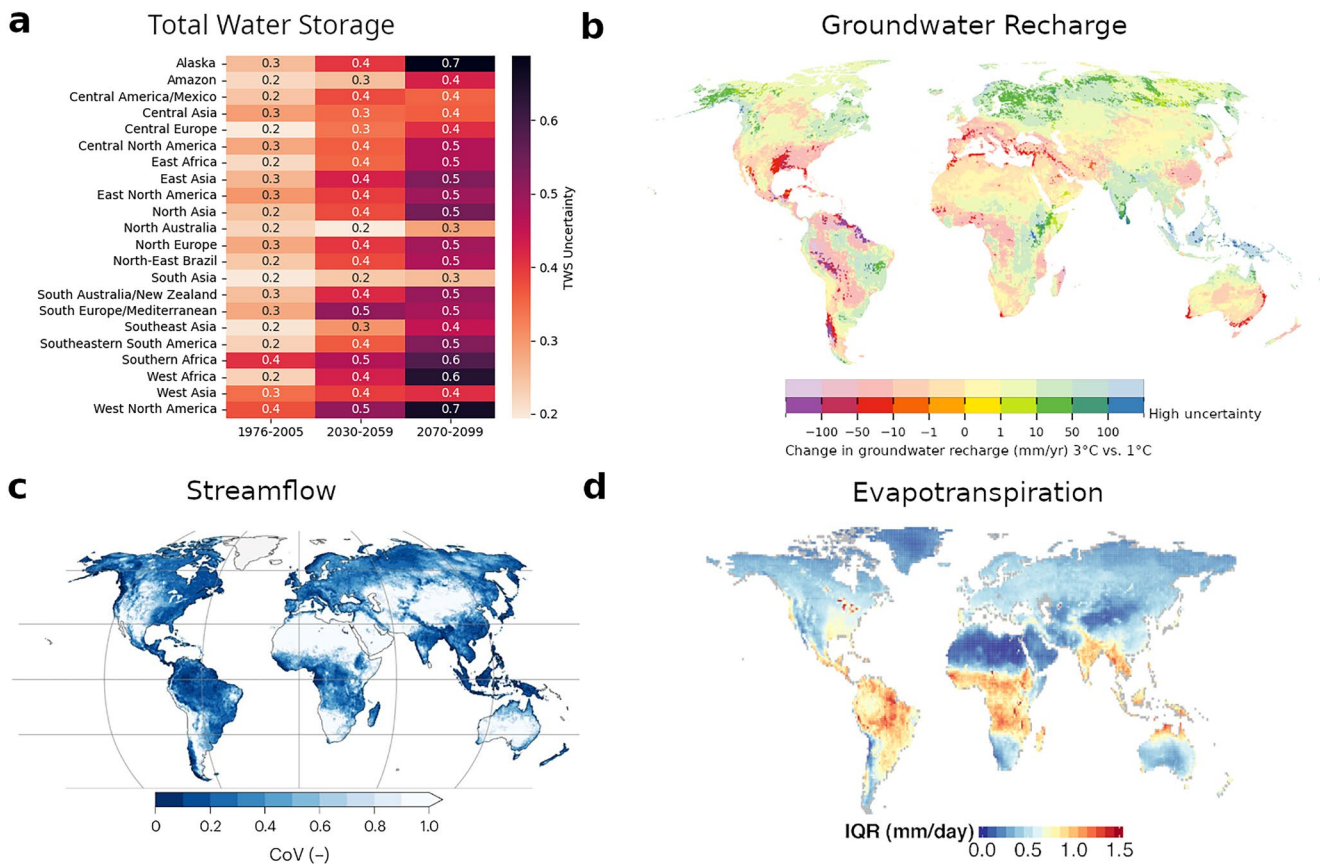 a
Total Water Storage
Alaska 0.3 0.4 0.7
Amazon 0.2 0.3 0.4
Central America/Mexico 0.2 0.4 0.4
Central Asia 0.3 0.3 0.4
Central Europe 0.2 0.3 0.4
Central North America 0.3 0.4 0.5
East Africa 0.2 0.4 0.5
East Asia 0.3 0.4 0.5
East North America 0.3 0.4 0.5
North Asia 0.2 0.4 0.5
North Australia 0.2 0.2 0.3
North Europe 0.3 0.4 0.5
North-East Brazil 0.2 0.4 0.5
South Asia 0.2 0.2 0.3
South Australia/New Zealand 0.3 0.4 0.5
South Europe/Mediterranean 0.3 0.5 0.5
Southeast Asia 0.2 0.3 0.4
Southeastern South America 0.2 0.4 0.5
Southern Africa 0.4 0.5 0.6
West Africa 0.2 0.4 0.6
West Asia 0.3 0.4 0.4
West North America 0.4 0.5 0.7
1976-2005 2030-2059 2070-2099
0.6
0.5
0.4
0.3
0.2
TWS Uncertainty
b
Groundwater Recharge
High uncertainty
−100 −50 −10 −1 0 1 10 50 100
Change in groundwater recharge (mm/yr) 3°C vs. 1°C
c
Streamflow
0 0.2 0.4 0.6 0.8 1.0
CoV (–)
d
Evapotranspiration
IQR (mm/day)
0.0 0.5 1.0 1.5